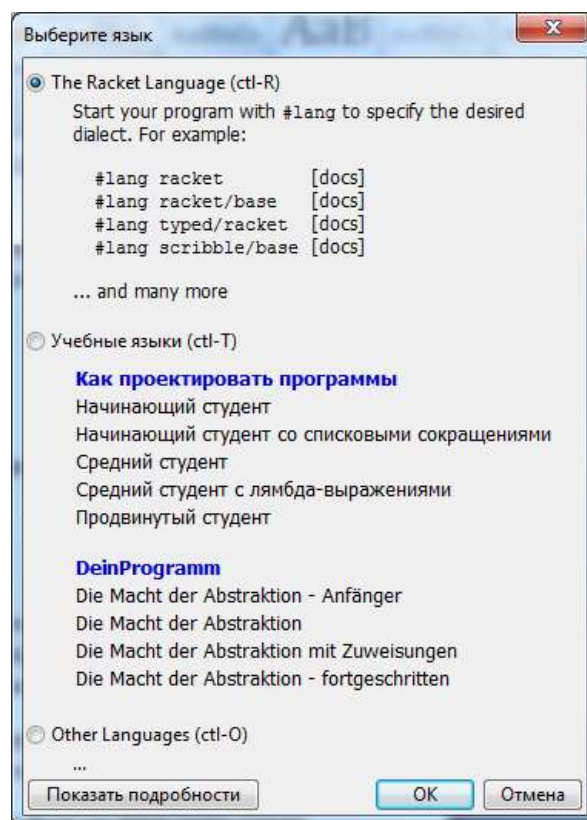 Выберите язык
The Racket Language (ctl-R)
Start your program with #lang to specify the desired
dialect. For example:
#lang racket [docs]
#lang racket/base [docs]
#lang typed/racket [docs]
#lang scribble/base [docs]
... and many more
Учебные языки (ctl-T)
Как проектировать программы
Начинающий студент
Начинающий студент со списковыми сокращениями
Средний студент
Средний студент с лямбда-выражениями
Продвинутый студент
DeinProgramm
Die Macht der Abstraktion - Anfänger
Die Macht der Abstraktion
Die Macht der Abstraktion mit Zuweisungen
Die Macht der Abstraktion - fortgeschritten
Other Languages (ctl-O)
...
Показать подробности OK Отмена